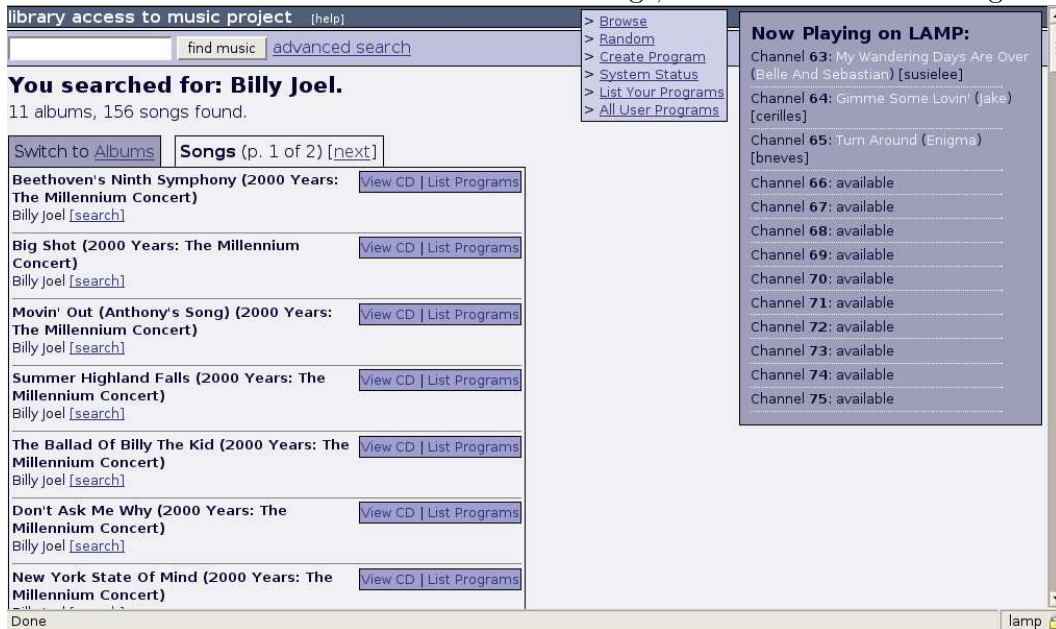 library access to music project [help]
find music advanced search
> Browse
> Random
> Create Program
> System Status
> List Your Programs
> All User Programs
You searched for: Billy Joel.
11 albums, 156 songs found.
Switch to Albums Songs (p. 1 of 2) [next]
Beethoven's Ninth Symphony (2000 Years:
The Millennium Concert)
Billy Joel [search]
View CD | List Programs
Big Shot (2000 Years: The Millennium
Concert)
Billy Joel [search]
View CD | List Programs
Movin' Out (Anthony's Song) (2000 Years:
The Millennium Concert)
Billy Joel [search]
View CD | List Programs
Summer Highland Falls (2000 Years: The
Millennium Concert)
Billy Joel [search]
View CD | List Programs
The Ballad Of Billy The Kid (2000 Years: The
Millennium Concert)
Billy Joel [search]
View CD | List Programs
Don't Ask Me Why (2000 Years: The
Millennium Concert)
Billy Joel [search]
View CD | List Programs
New York State Of Mind (2000 Years: The
Millennium Concert)
View CD | List Programs
Now Playing on LAMP:
Channel 63: My Wandering Days Are Over
(Belle And Sebastian) [susielee]
Channel 64: Gimme Some Lovin' (Jake)
[cerilles]
Channel 65: Turn Around (Enigma)
[bneves]
Channel 66: available
Channel 67: available
Channel 68: available
Channel 69: available
Channel 70: available
Channel 71: available
Channel 72: available
Channel 73: available
Channel 74: available
Channel 75: available
Done
lamp